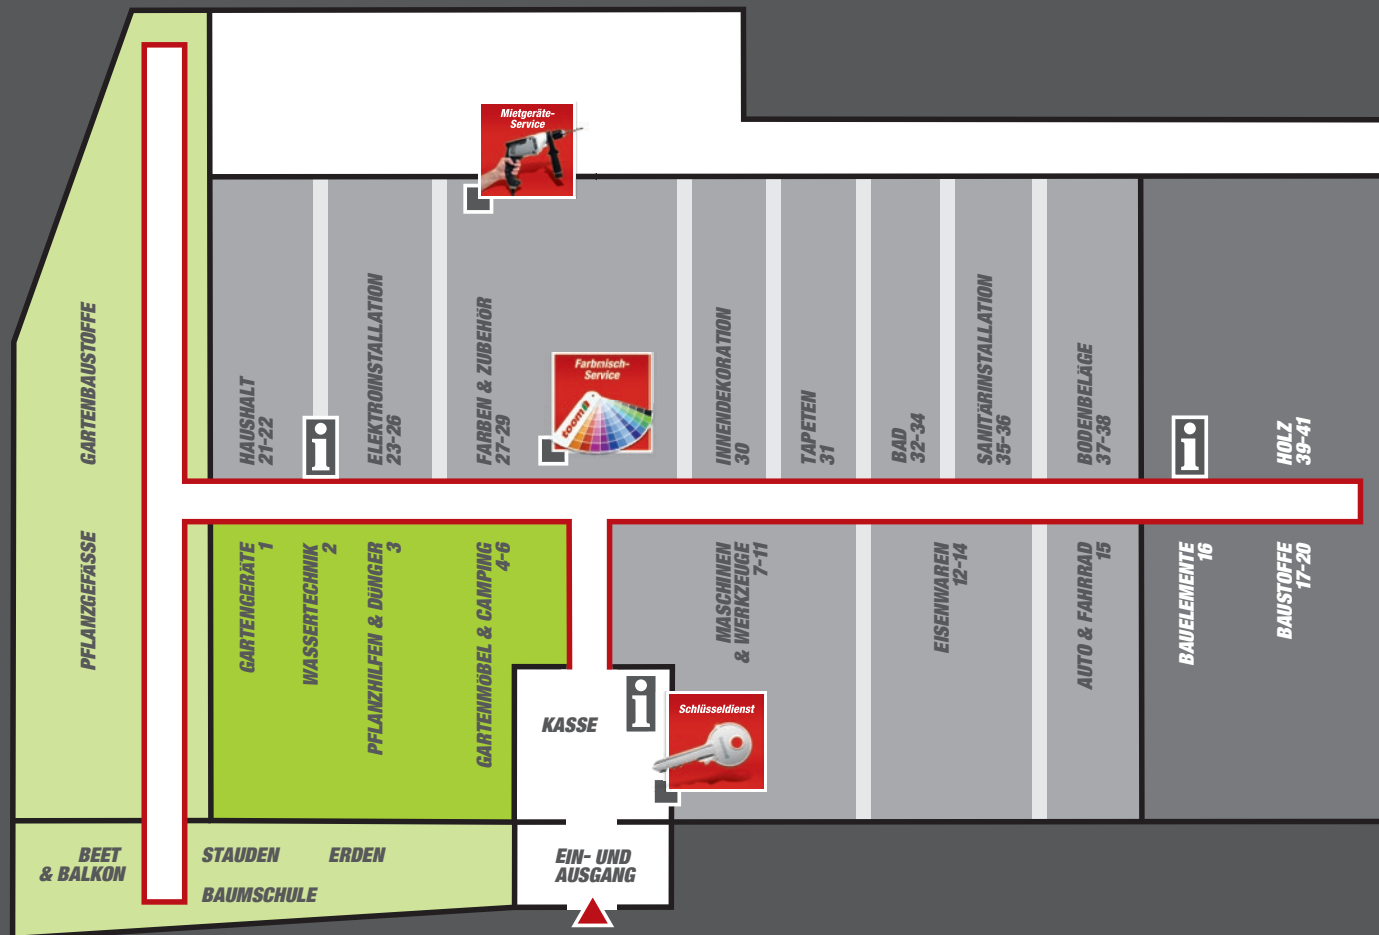 Mietgeräte-
Service
GARTENBAUSTOFFE
HAUSHALT
21-22
i
ELEKTROINSTALLATION
23-26
FARBEN & ZUBEHÖR
27-29
Farbmisch-
Service
toom
INNENDEKORATION
30
TAPETEN
31
BAD
32-34
SANITÄRINSTALLATION
35-36
BODENBELÄGE
37-38
i
HOLZ
39-41
PFLANZGEFÄSSE
GARTENGERÄTE
1
WASSERTECHNIK
2
PFLANZHILFEN & DÜNGER
3
GARTENMÖBEL & CAMPING
4-6
MASCHINEN
& WERKZEUGE
7-11
EISENWAREN
12-14
AUTO & FAHRRAD
15
BAUELEMENTE
16
BAUSTOFFE
17-20
KASSE
i
Schlüsseldienst
BEET
& BALKON
STAUDEN
ERDEN
BAUMSCHULE
EIN- UND
AUSGANG